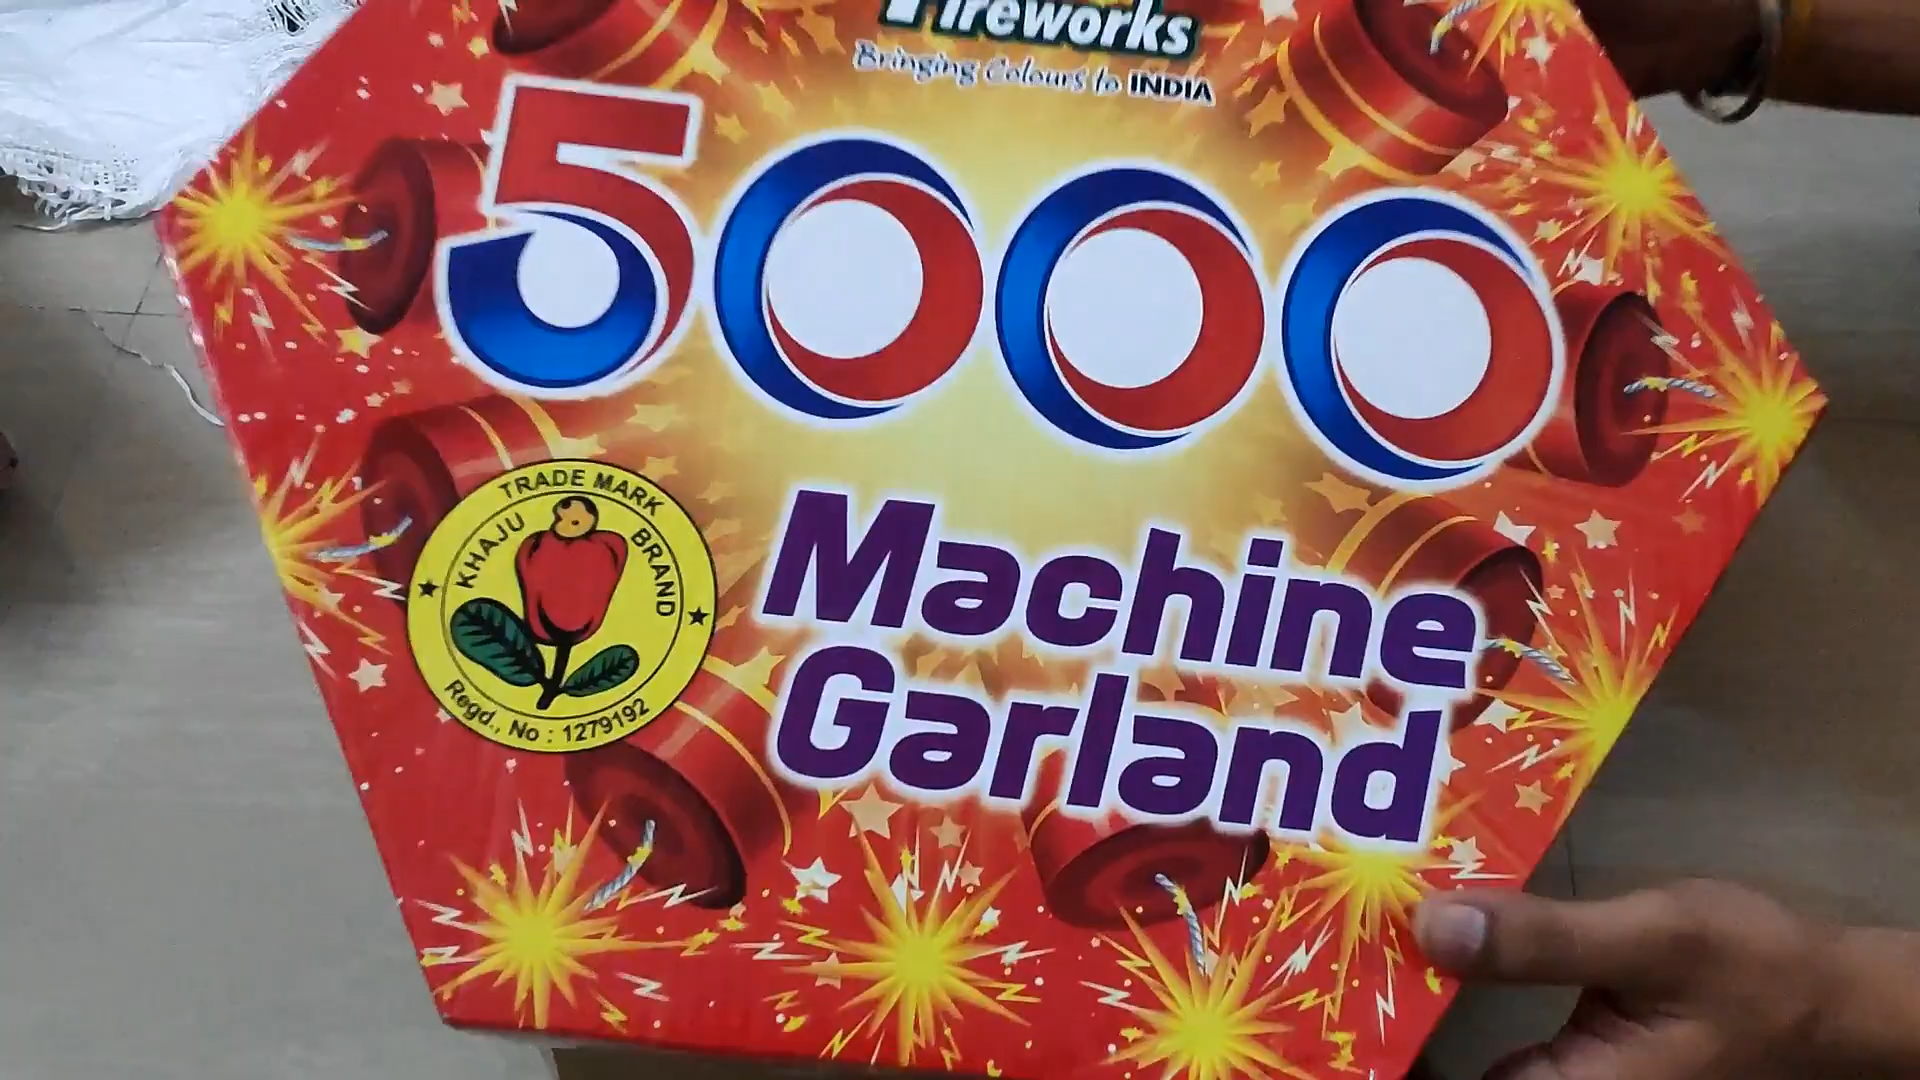 Fireworks
Bringing Colours to INDIA
5000
Machine
Garland
TRADE MARK
KHAJU BRAND
Regd., No : 1279192